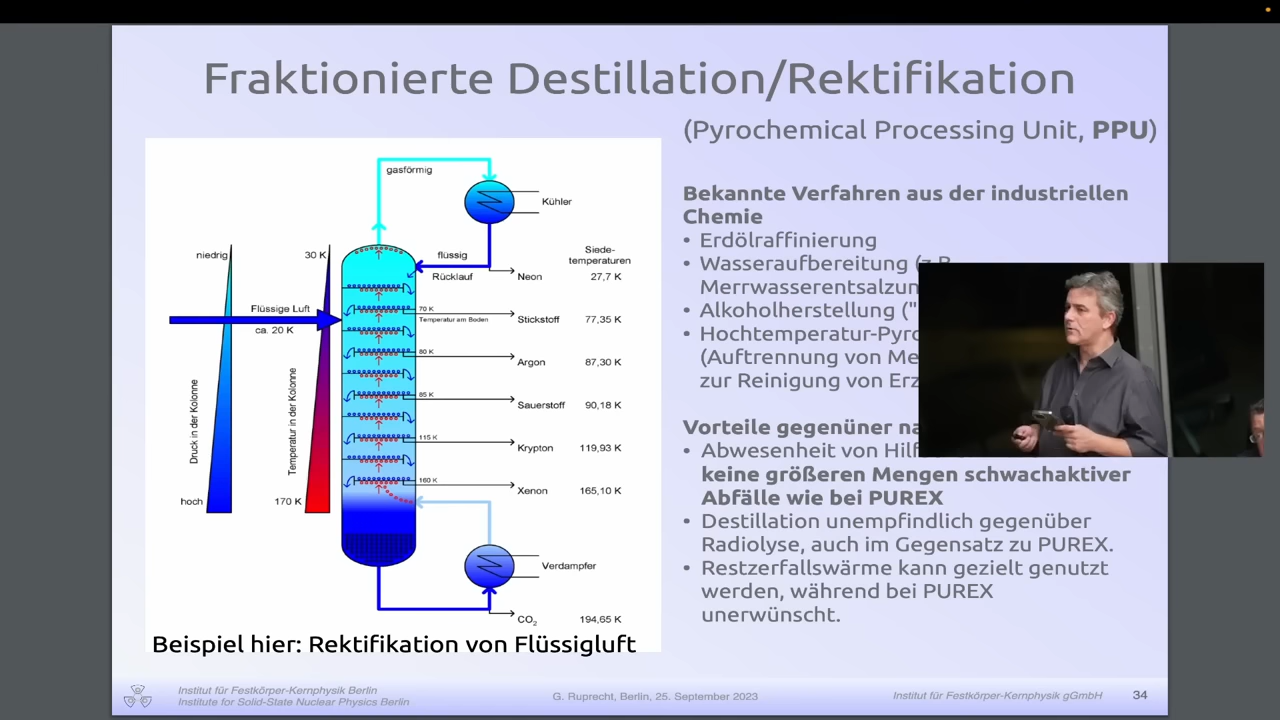 Fraktionierte Destillation/Rektifikation
(Pyrochemical Processing Unit, PPU)
gasförmig
Kühler
niedrig
30 K
flüssig
Rücklauf
Siede-
temperaturen
Neon 27,7 K
Flüssige Luft
ca. 20 K
70 K
Temperatur am Boden
Stickstoff 77,35 K
80 K
Argon 87,30 K
85 K
Sauerstoff 90,18 K
115 K
Krypton 119,93 K
160 K
Xenon 165,10 K
Druck in der Kolonne
Temperatur in der Kolonne
hoch
170 K
Verdampfer
CO2 194,65 K
Beispiel hier: Rektifikation von Flüssigluft
Bekannte Verfahren aus der industriellen
Chemie
• Erdölraffinierung
• Wasseraufbereitung
Merrwasserentsalzun
• Alkoholherstellung ("
• Hochtemperatur-Pyro
(Auftrennung von Me
zur Reinigung von Erz
Vorteile gegenüner na
• Abwesenheit von Hilf
keine größeren Mengen schwachaktiver
Abfälle wie bei PUREX
• Destillation unempfindlich gegenüber
Radiolyse, auch im Gegensatz zu PUREX.
• Restzerfallswärme kann gezielt genutzt
werden, während bei PUREX
unerwünscht.
Institut für Festkörper-Kernphysik Berlin
Institute for Solid-State Nuclear Physics Berlin
G. Ruprecht, Berlin, 25. September 2023
Institut für Festkörper-Kernphysik gGmbH
34